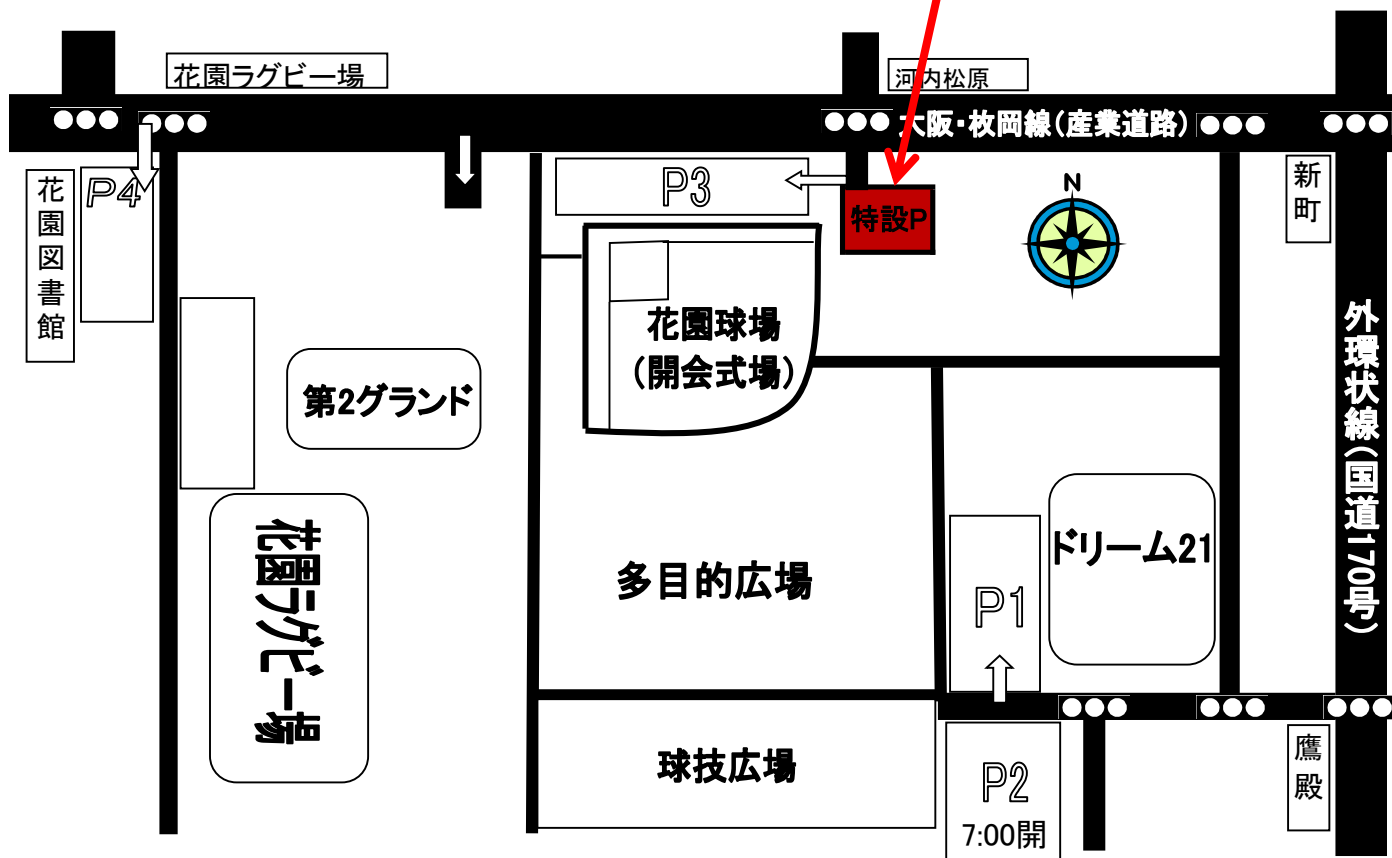 花園ラグビー場
河内松原
大阪・枚岡線（産業道路）
花園図書館
P4
P3
特設P
N
新町
花園球場
（開会式場）
第2グランド
外環状線（国道170号）
花園ラグビー場
多目的広場
ドリーム21
P1
球技広場
P2
7:00開
鷹殿